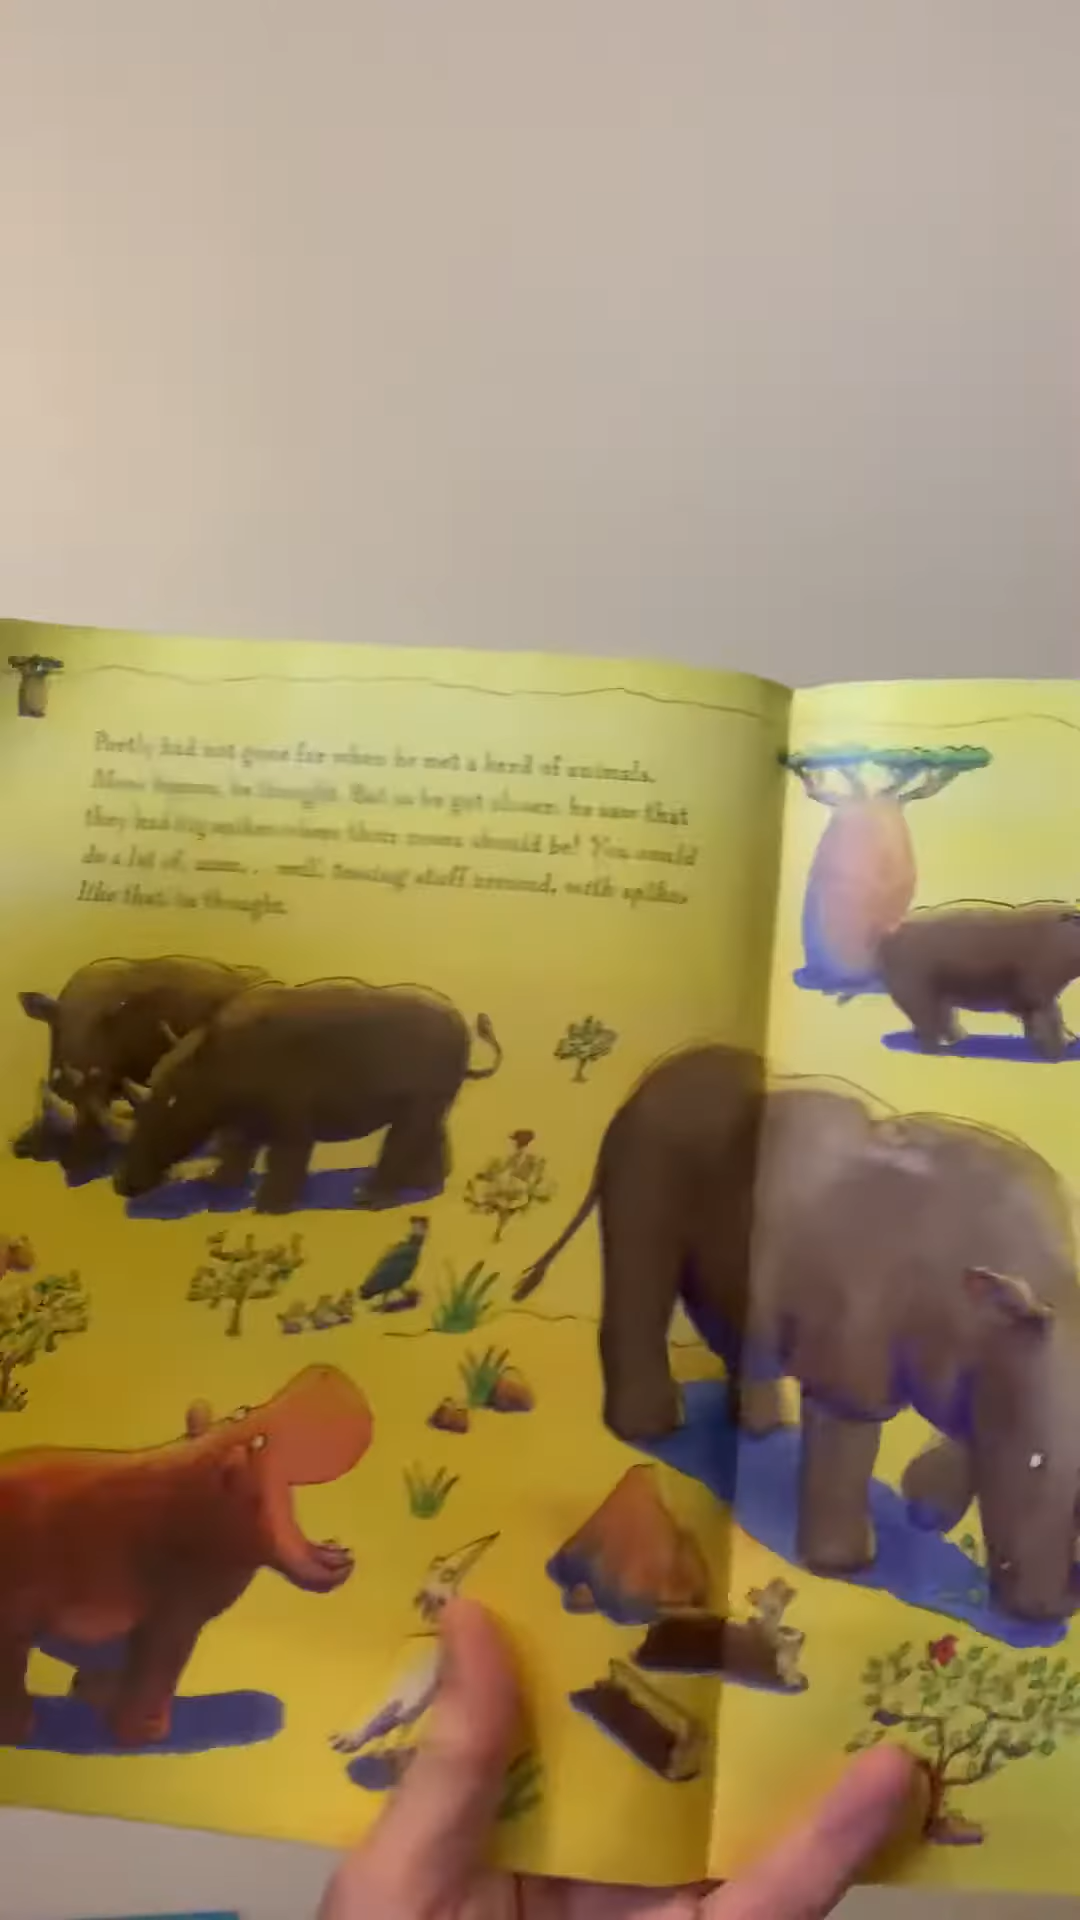 Portly had not gone far when he met a herd of animals.
More hippos, he thought. But as he got closer, he saw that
they had big spikes where their noses should be! You could
do a lot of, umm... well, tossing stuff around, with spikes
like that, he thought.